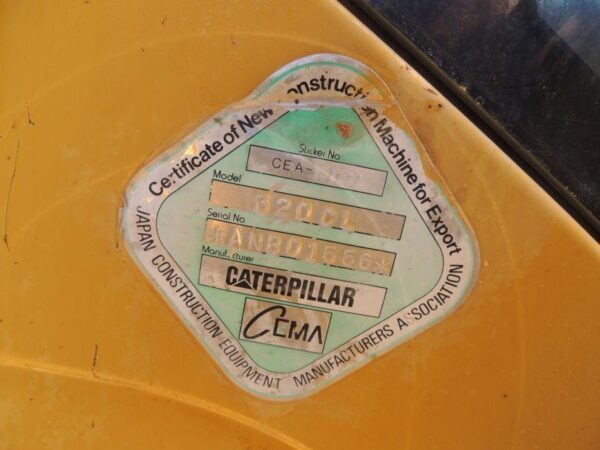 Certificate of New Construction Machine for Export
Sticker No.
CEA-
Model
320CL
Serial No.
*ANB01556*
Manufacturer
CATERPILLAR
CEMA
JAPAN CONSTRUCTION EQUIPMENT MANUFACTURERS ASSOCIATION